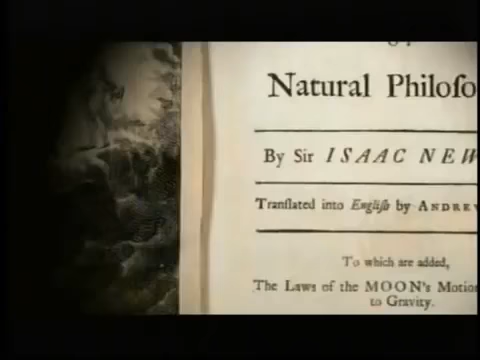 Natural Philoſo
By Sir ISAAC NEW
Tranſlated into Engliſh by ANDREW
To which are added,
The Laws of the MOON's Motion
to Gravity.